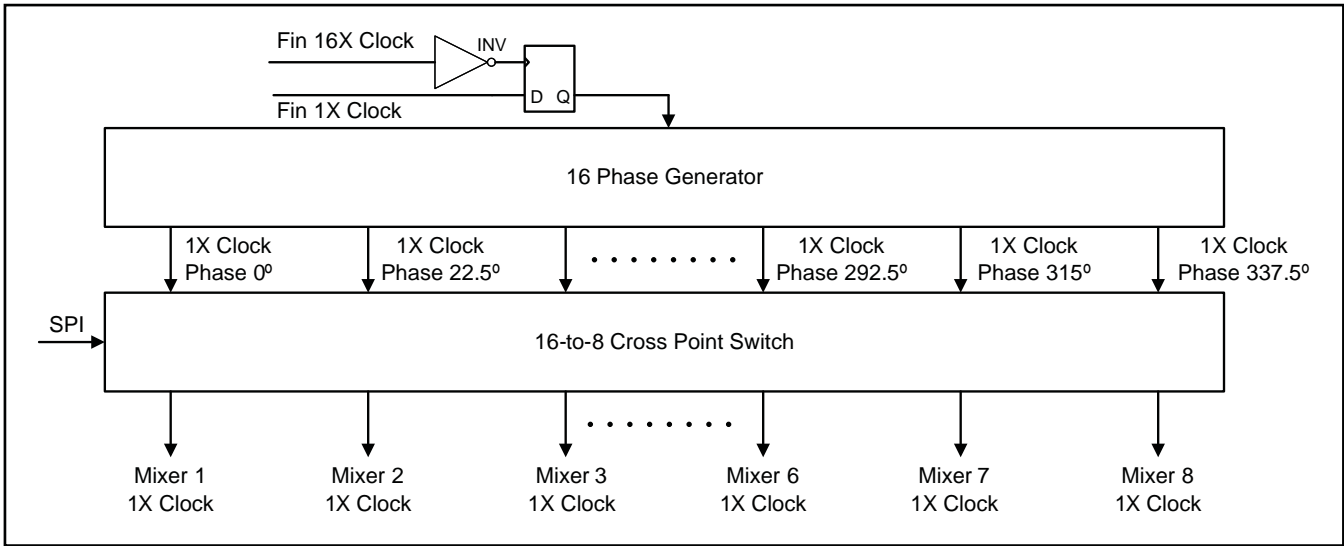 Fin 16X Clock
INV
D Q
Fin 1X Clock
16 Phase Generator
1X Clock
Phase 0º
1X Clock
Phase 22.5º
1X Clock
Phase 292.5º
1X Clock
Phase 315º
1X Clock
Phase 337.5º
SPI
16-to-8 Cross Point Switch
Mixer 1
1X Clock
Mixer 2
1X Clock
Mixer 3
1X Clock
Mixer 6
1X Clock
Mixer 7
1X Clock
Mixer 8
1X Clock